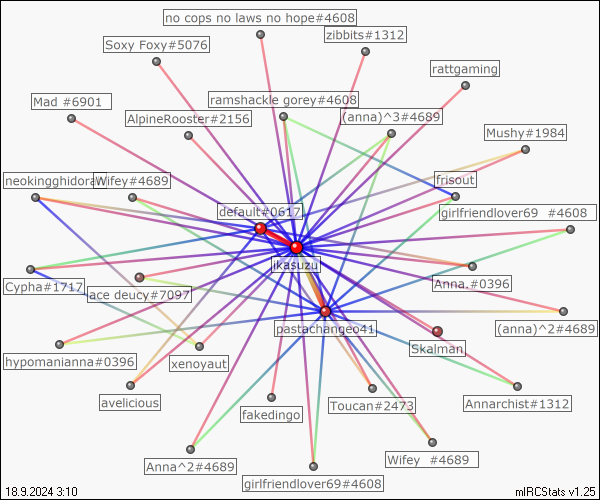 no cops no laws no hope#4608
zibbits#1312
Soxy Foxy#5076
rattgaming
Mad #6901
ramshackle gorey#4608
AlpineRooster#2156
(anna)^3#4689
Mushy#1984
neokingghidora
Wifey#4689
frisout
default#0617
girlfriendlover69 #4608
ikasuzu
Cypha#1717
ace deucy#7097
Anna.#0396
pastachangeo41
(anna)^2#4689
Skalman
hypomanianna#0396
xenoyaut
avelicious
Toucan#2473
Annarchist#1312
fakedingo
Anna^2#4689
Wifey #4689
girlfriendlover69#4608
18.9.2024 3:10
mIRCStats v1.25